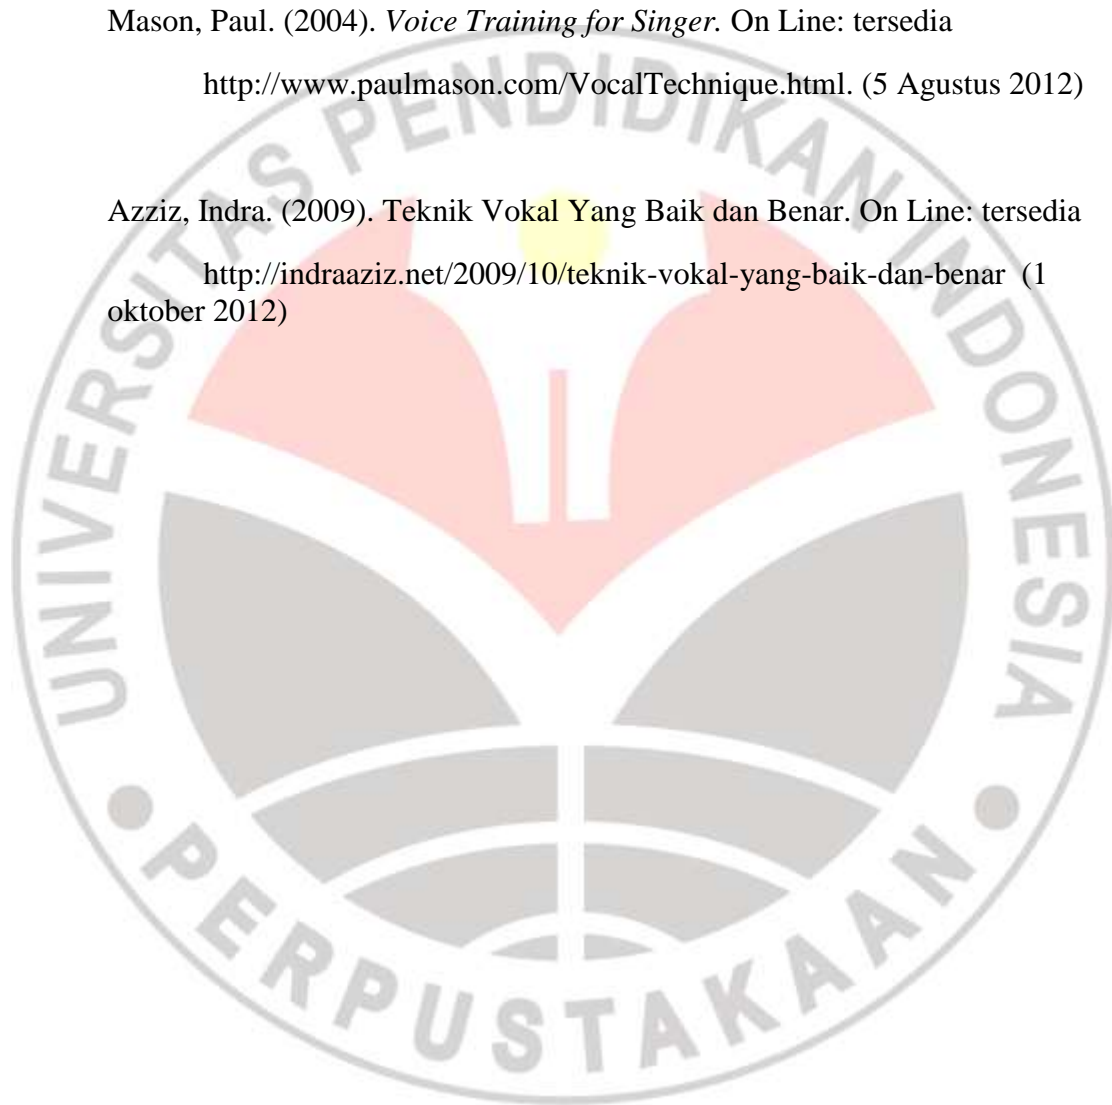 Mason, Paul. (2004). Voice Training for Singer. On Line: tersedia
http://www.paulmason.com/VocalTechnique.html. (5 Agustus 2012)
Azziz, Indra. (2009). Teknik Vokal Yang Baik dan Benar. On Line: tersedia
http://indraaziz.net/2009/10/teknik-vokal-yang-baik-dan-benar (1
oktober 2012)
UNIVERSITAS PENDIDIKAN INDONESIA
PERPUSTAKAAN